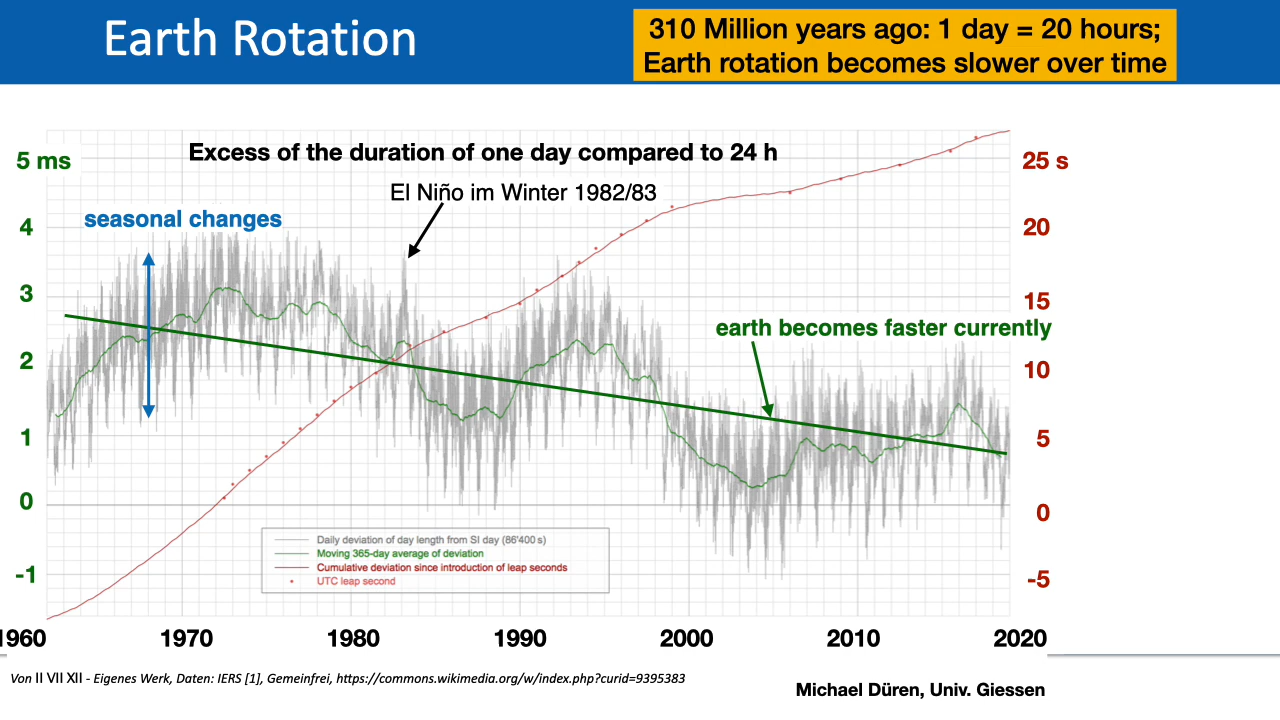 Earth Rotation
310 Million years ago: 1 day = 20 hours;
Earth rotation becomes slower over time
Excess of the duration of one day compared to 24 h
El Niño im Winter 1982/83
seasonal changes
earth becomes faster currently
5 ms
4
3
2
1
0
-1
25 s
20
15
10
5
0
-5
Daily deviation of day length from SI day (86'400 s)
Moving 365-day average of deviation
Cumulative deviation since introduction of leap seconds
UTC leap second
1960 1970 1980 1990 2000 2010 2020
Von II VII XII - Eigenes Werk, Daten: IERS [1], Gemeinfrei, https://commons.wikimedia.org/w/index.php?curid=9395383
Michael Düren, Univ. Giessen